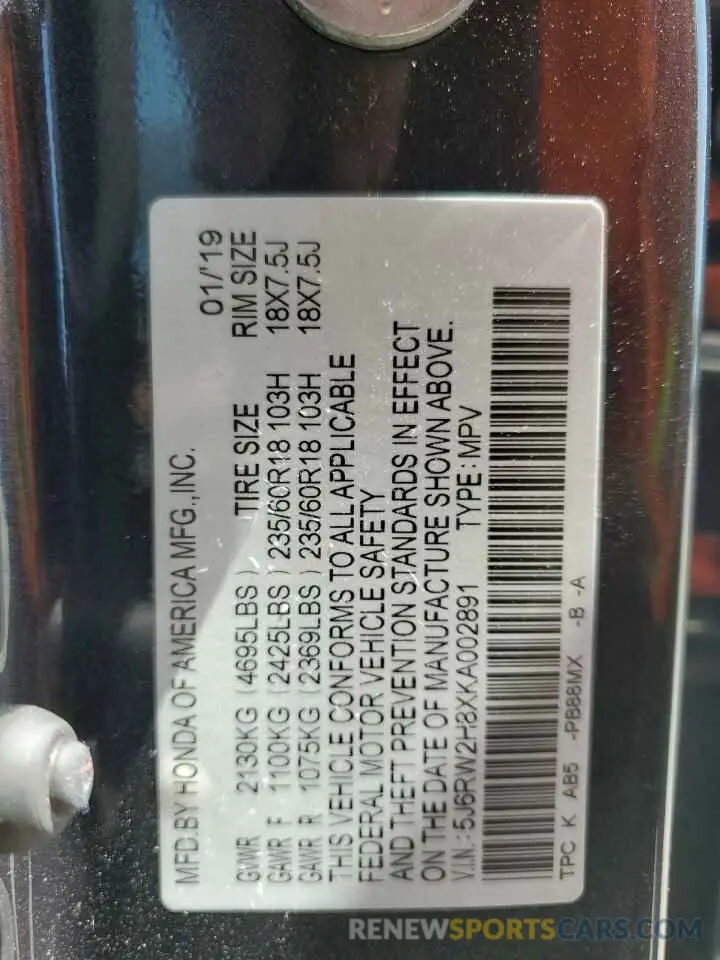 MFD.BY HONDA OF AMERICA MFG.,INC. 01/'19
GVWR 2130KG (4695LBS) TIRE SIZE RIM SIZE
GAWR F 1100KG (2425LBS) 235/60R18 103H 18X7.5J
GAWR R 1075KG (2369LBS) 235/60R18 103H 18X7.5J
THIS VEHICLE CONFORMS TO ALL APPLICABLE
FEDERAL MOTOR VEHICLE SAFETY
AND THEFT PREVENTION STANDARDS IN EFFECT
ON THE DATE OF MANUFACTURE SHOWN ABOVE.
V.I.N.:5J6RW2H8XKA002891 TYPE:MPV
TPC K AB5 -PB88MX -B -A
RENEWSPORTSCARS.COM